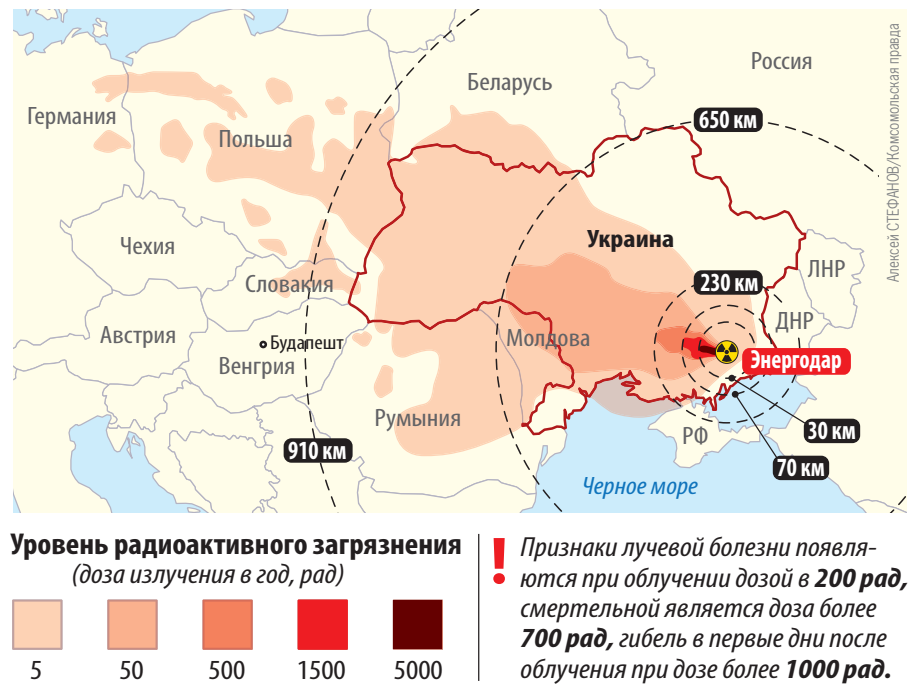 Россия
Беларусь
Германия
650 км
Польша
Алексей СТЕФАНОВ/Комсомольская правда
Украина
Чехия
ЛНР
Словакия
230 км
ДНР
Австрия
Будапешт
Молдова
Венгрия
Энергодар
Румыния
РФ
30 км
910 км
70 км
Черное море
Уровень радиоактивного загрязнения
(доза излучения в год, рад)
5 50 500 1500 5000
! Признаки лучевой болезни появля-
ются при облучении дозой в 200 рад,
смертельной является доза более
700 рад, гибель в первые дни после
облучения при дозе более 1000 рад.